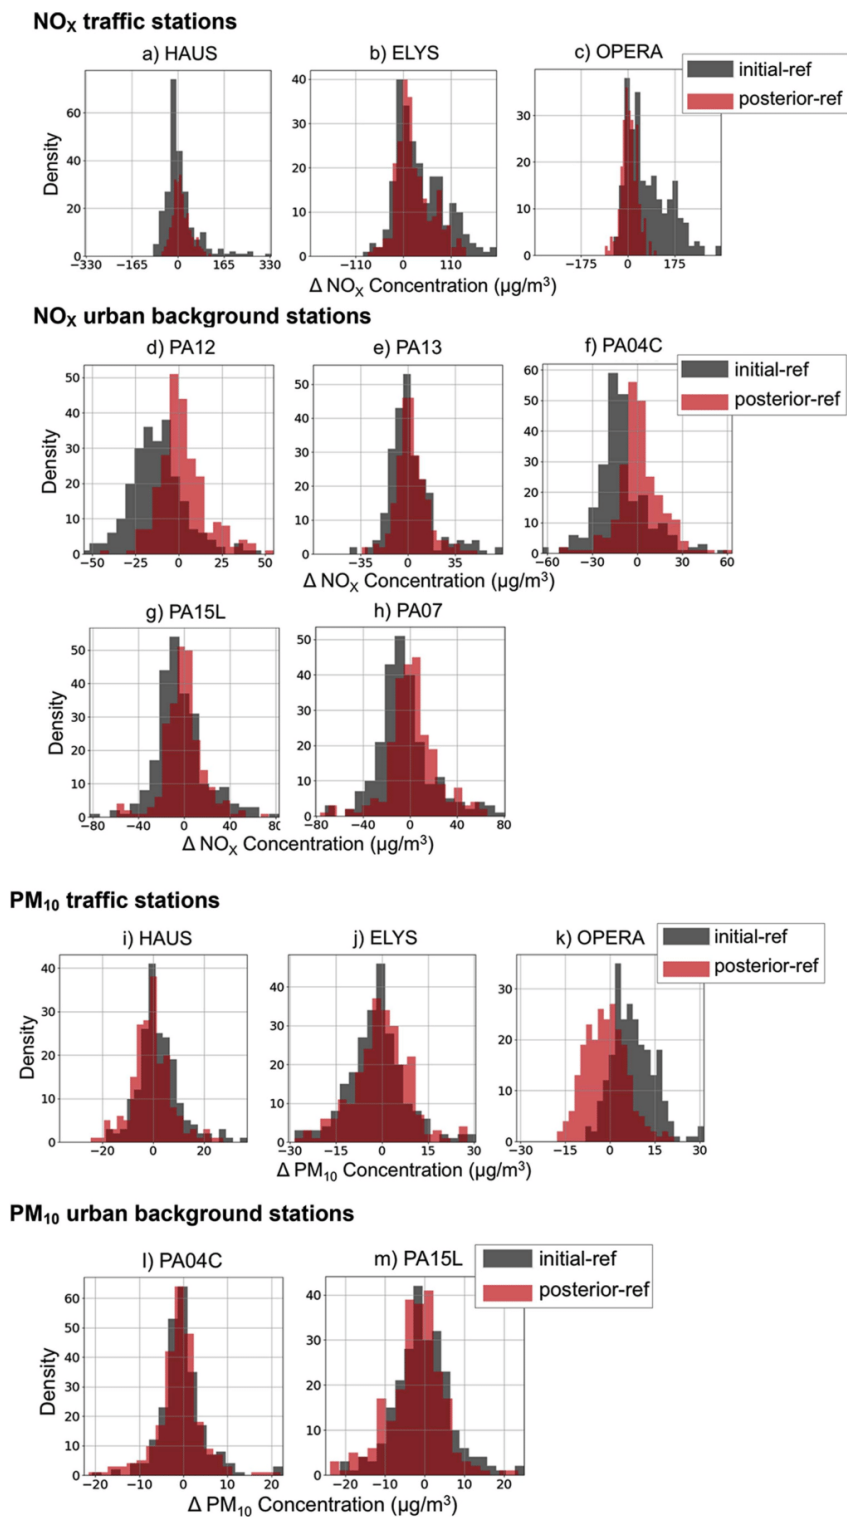 NOX traffic stations
a) HAUS
b) ELYS
c) OPERA
initial-ref
posterior-ref
Density
60
40
20
0
−330 −165 0 165 330
40
30
20
10
0
−110 0 110
30
20
10
0
−175 0 175
Δ NOX Concentration (µg/m³)
NOX urban background stations
d) PA12
e) PA13
f) PA04C
initial-ref
posterior-ref
Density
50
40
30
20
10
0
−50 −25 0 25 50
50
40
30
20
10
0
−35 0 35
60
50
40
30
20
10
0
−60 −30 0 30 60
Δ NOX Concentration (µg/m³)
g) PA15L
h) PA07
Density
50
40
30
20
10
0
−80 −40 0 40 80
50
40
30
20
10
0
−80 −40 0 40 80
Δ NOX Concentration (µg/m³)
PM10 traffic stations
i) HAUS
j) ELYS
k) OPERA
initial-ref
posterior-ref
Density
40
30
20
10
0
−20 0 20
40
30
20
10
0
−30 −15 0 15 30
30
20
10
0
−30 −15 0 15 30
Δ PM10 Concentration (µg/m³)
PM10 urban background stations
l) PA04C
m) PA15L
initial-ref
posterior-ref
Density
60
50
40
30
20
10
0
−20 −10 0 10 20
40
30
20
10
0
−20 −10 0 10 20
Δ PM10 Concentration (µg/m³)